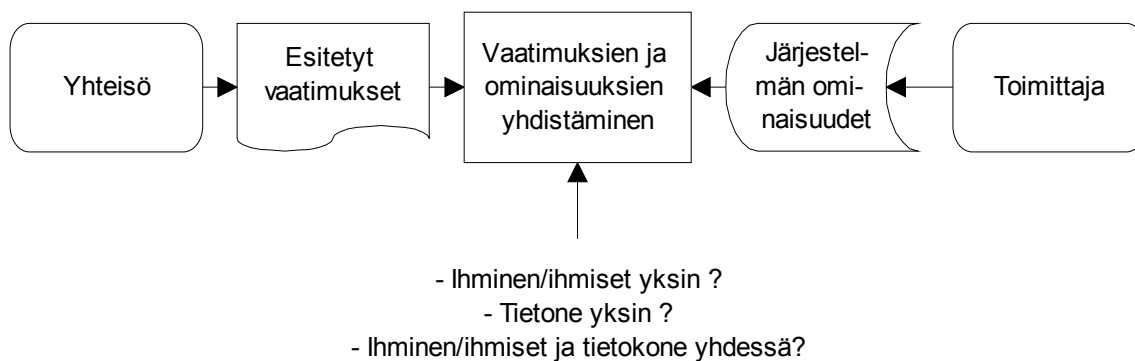 Yhteisö
Esitetyt
vaatimukset
Vaatimuksien ja
ominaisuuksien
yhdistäminen
Järjestel-
män omi-
naisuudet
Toimittaja
- Ihminen/ihmiset yksin ?
- Tietone yksin ?
- Ihminen/ihmiset ja tietokone yhdessä?